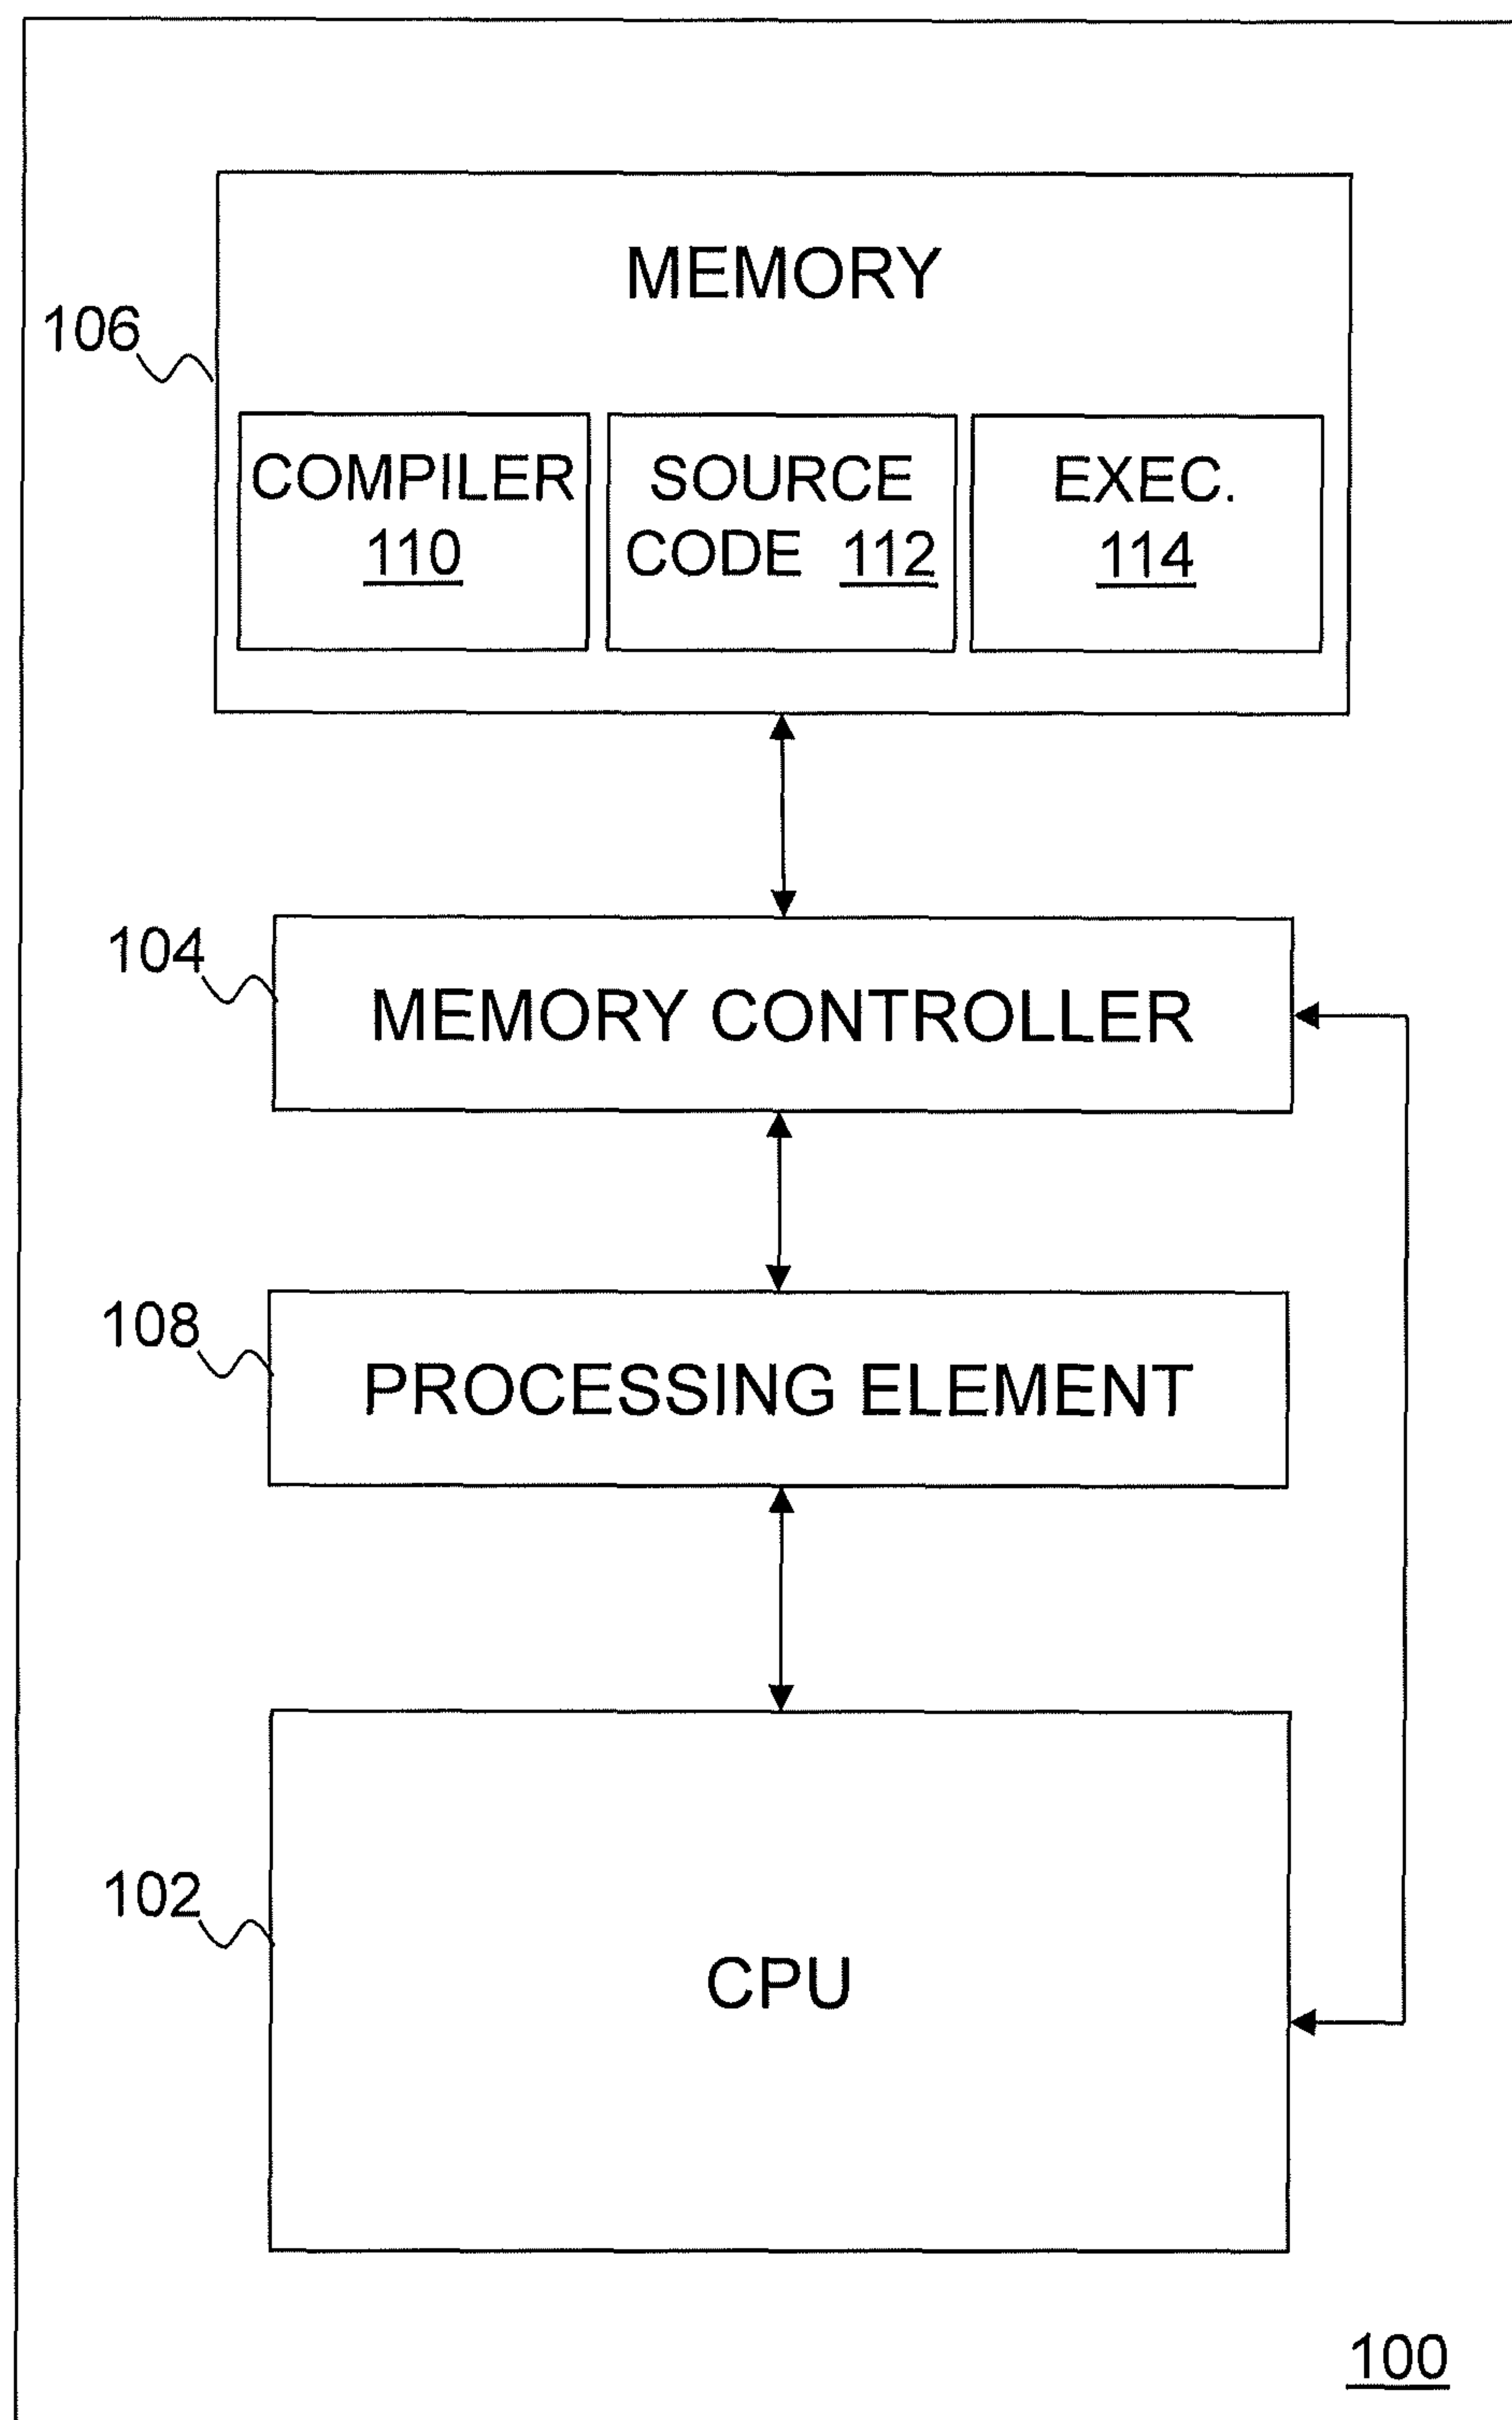 MEMORY
106
COMPILER
110
SOURCE
CODE 112
EXEC.
114
104
MEMORY CONTROLLER
108
PROCESSING ELEMENT
102
CPU
100